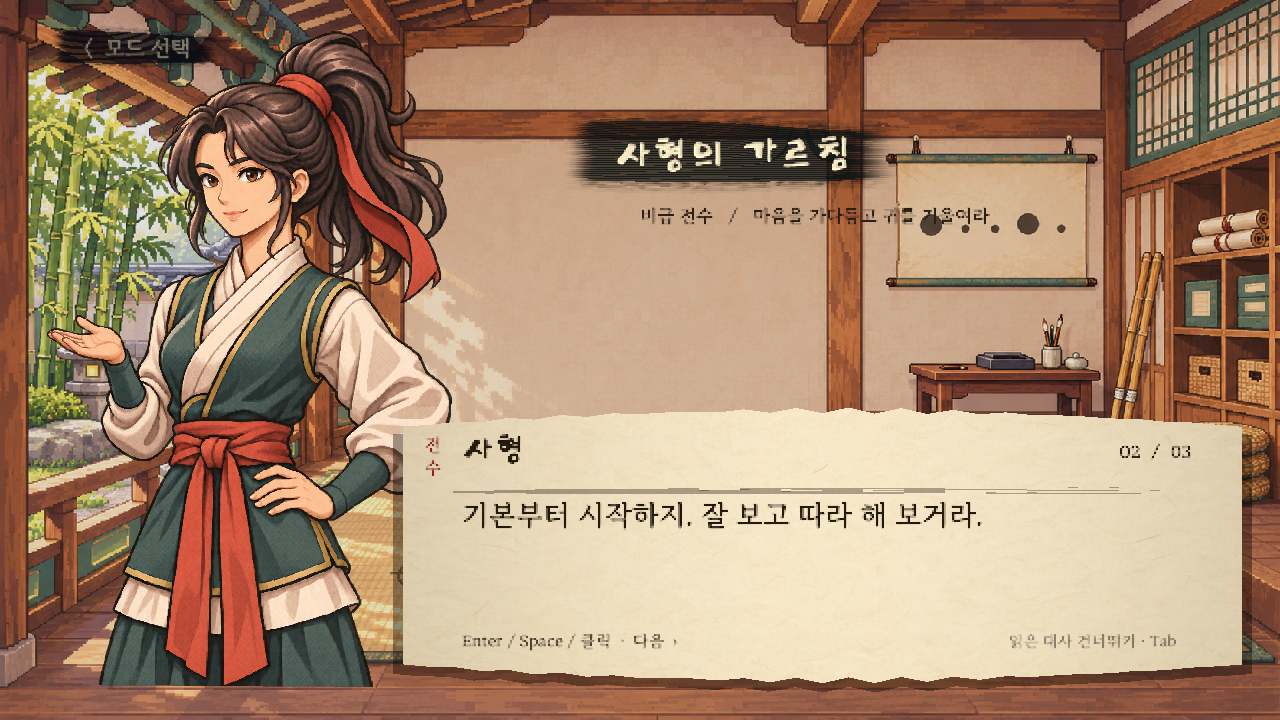 〈 모드 선택
사형의 가르침
비급 전수 / 마음을 가다듬고 귀를 기울여라
전수
사형
02 / 03
기본부터 시작하지. 잘 보고 따라 해 보거라.
Enter / Space / 클릭 · 다음 ›
읽은 대사 건너뛰기 · Tab